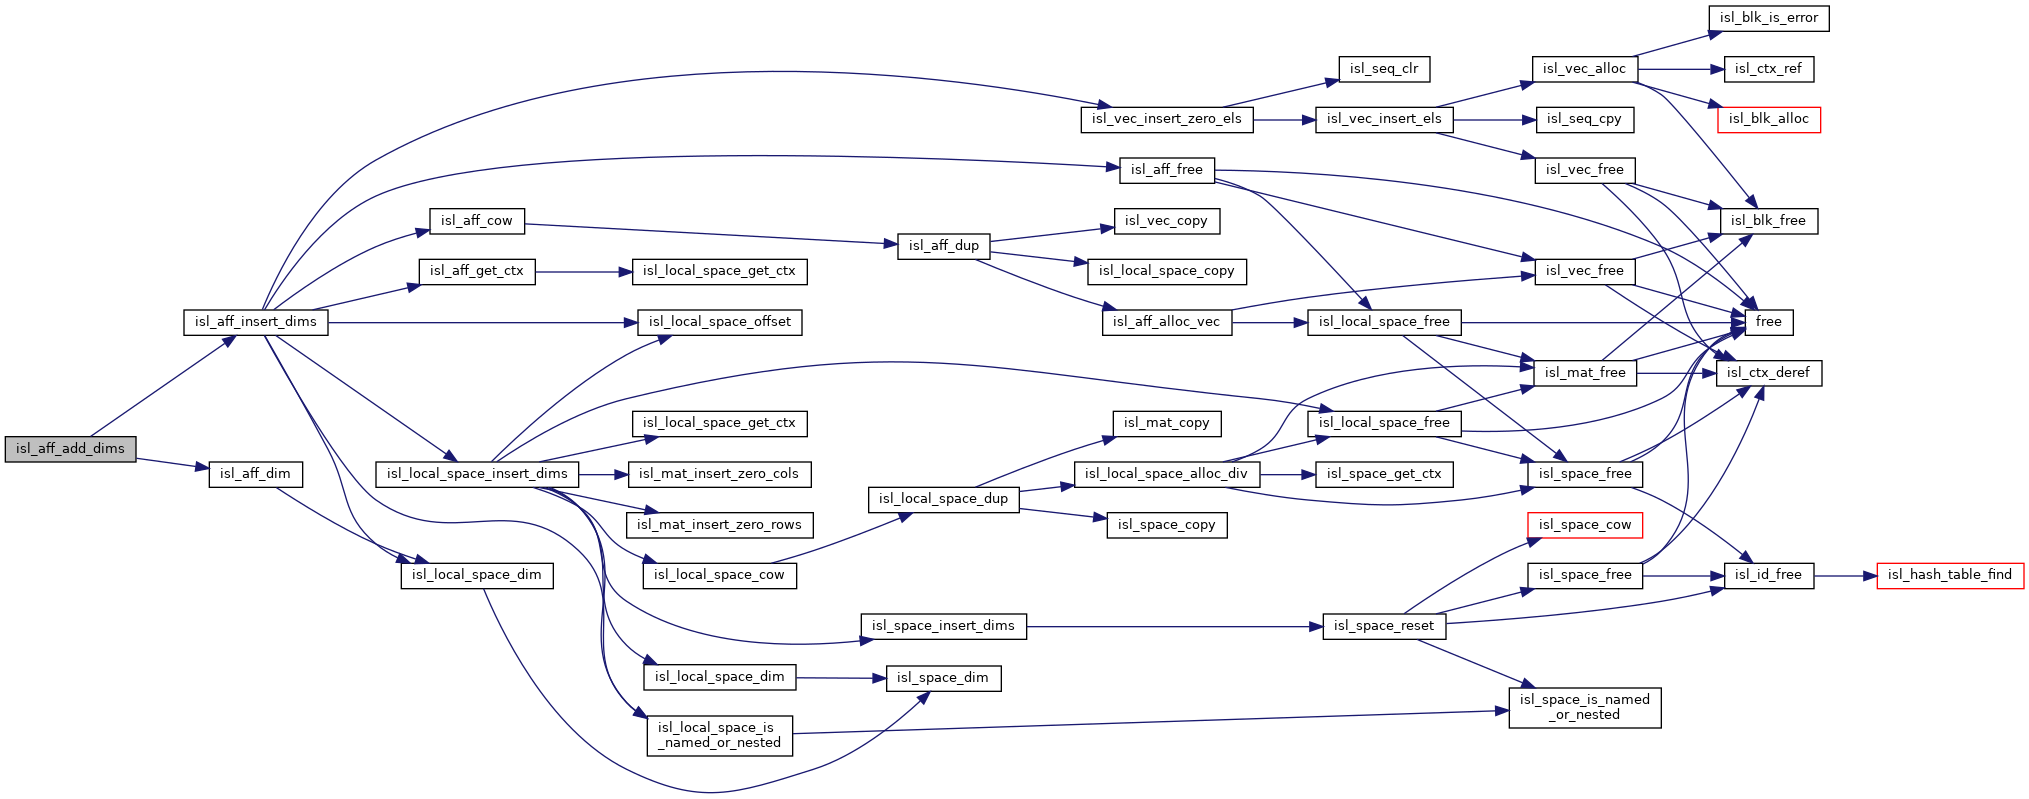 isl_blk_is_error
isl_seq_clr
isl_vec_alloc
isl_ctx_ref
isl_vec_insert_zero_els
isl_vec_insert_els
isl_seq_cpy
isl_blk_alloc
isl_aff_free
isl_vec_free
isl_aff_cow
isl_vec_copy
isl_blk_free
isl_aff_dup
isl_aff_get_ctx
isl_local_space_get_ctx
isl_local_space_copy
isl_vec_free
isl_aff_insert_dims
isl_local_space_offset
isl_aff_alloc_vec
isl_local_space_free
free
isl_mat_free
isl_ctx_deref
isl_local_space_get_ctx
isl_mat_copy
isl_local_space_free
isl_aff_add_dims
isl_aff_dim
isl_local_space_insert_dims
isl_mat_insert_zero_cols
isl_local_space_alloc_div
isl_space_get_ctx
isl_space_free
isl_local_space_dup
isl_mat_insert_zero_rows
isl_space_copy
isl_space_cow
isl_local_space_dim
isl_local_space_cow
isl_space_free
isl_id_free
isl_hash_table_find
isl_space_insert_dims
isl_space_reset
isl_local_space_dim
isl_space_dim
isl_space_is_named
_or_nested
isl_local_space_is
_named_or_nested